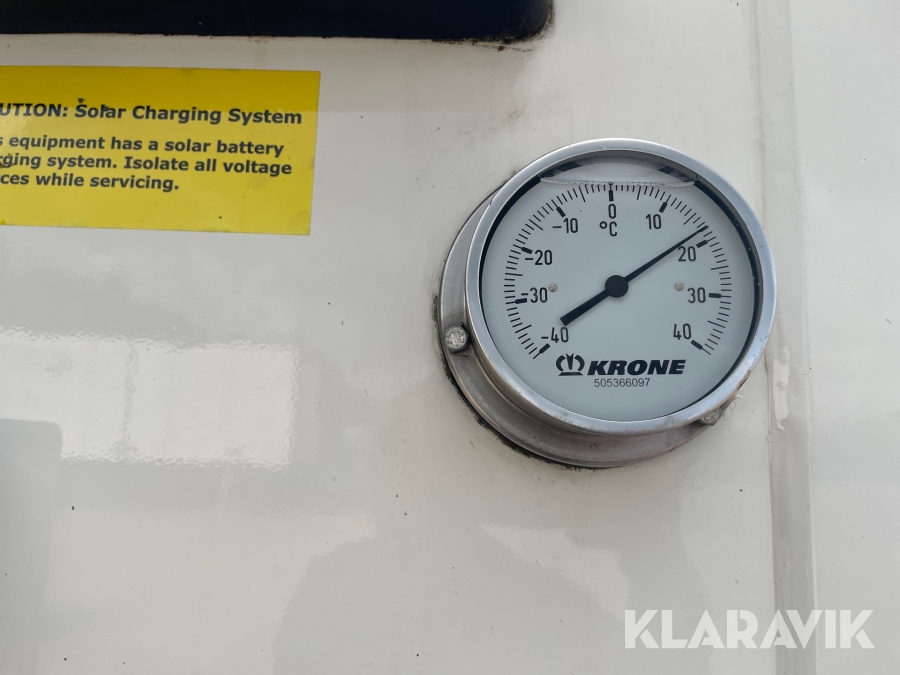 UTION: Solar Charging System
s equipment has a solar battery
rging system. Isolate all voltage
ces while servicing.
0
-10
10
°C
-20
20
-30
30
-40
40
KRONE
505366097
KLARAVIK